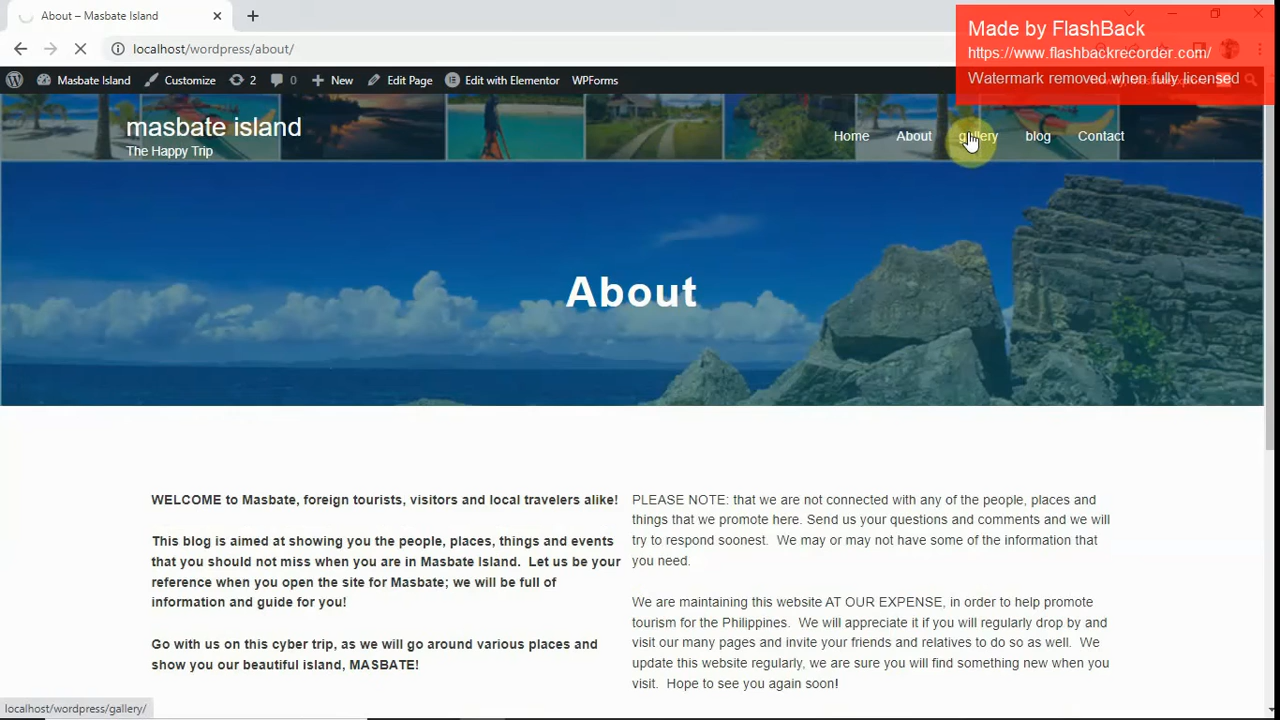 About – Masbate Island
Made by FlashBack
https://www.flashbackrecorder.com/
Watermark removed when fully licensed
localhost/wordpress/about/
Masbate Island
Customize
2
0
New
Edit Page
Edit with Elementor
WPForms
masbate island
The Happy Trip
Home
About
gallery
blog
Contact
About
WELCOME to Masbate, foreign tourists, visitors and local travelers alike!
This blog is aimed at showing you the people, places, things and events
that you should not miss when you are in Masbate Island. Let us be your
reference when you open the site for Masbate; we will be full of
information and guide for you!
Go with us on this cyber trip, as we will go around various places and
show you our beautiful island, MASBATE!
PLEASE NOTE: that we are not connected with any of the people, places and
things that we promote here. Send us your questions and comments and we will
try to respond soonest. We may or may not have some of the information that
you need.
We are maintaining this website AT OUR EXPENSE, in order to help promote
tourism for the Philippines. We will appreciate it if you will regularly drop by and
visit our many pages and invite your friends and relatives to do so as well. We
update this website regularly, we are sure you will find something new when you
visit. Hope to see you again soon!
localhost/wordpress/gallery/